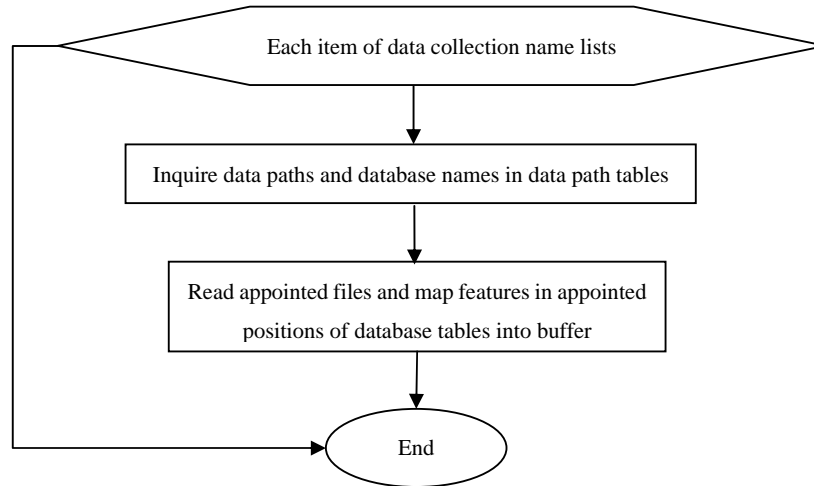 Each item of data collection name lists
Inquire data paths and database names in data path tables
Read appointed files and map features in appointed
positions of database tables into buffer
End